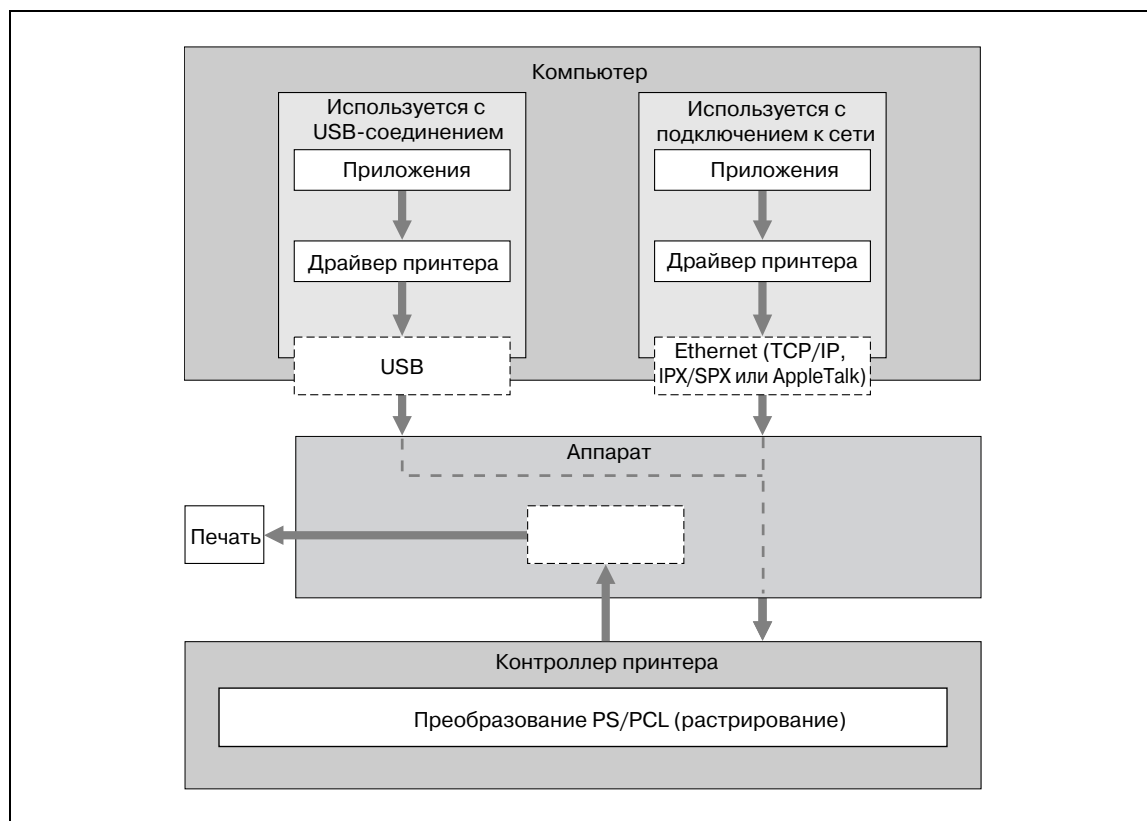 Компьютер
Используется с
USB-соединением
Приложения
Драйвер принтера
USB
Используется с
подключением к сети
Приложения
Драйвер принтера
Ethernet (TCP/IP,
IPX/SPX или AppleTalk)
Аппарат
Печать
Контроллер принтера
Преобразование PS/PCL (растрирование)